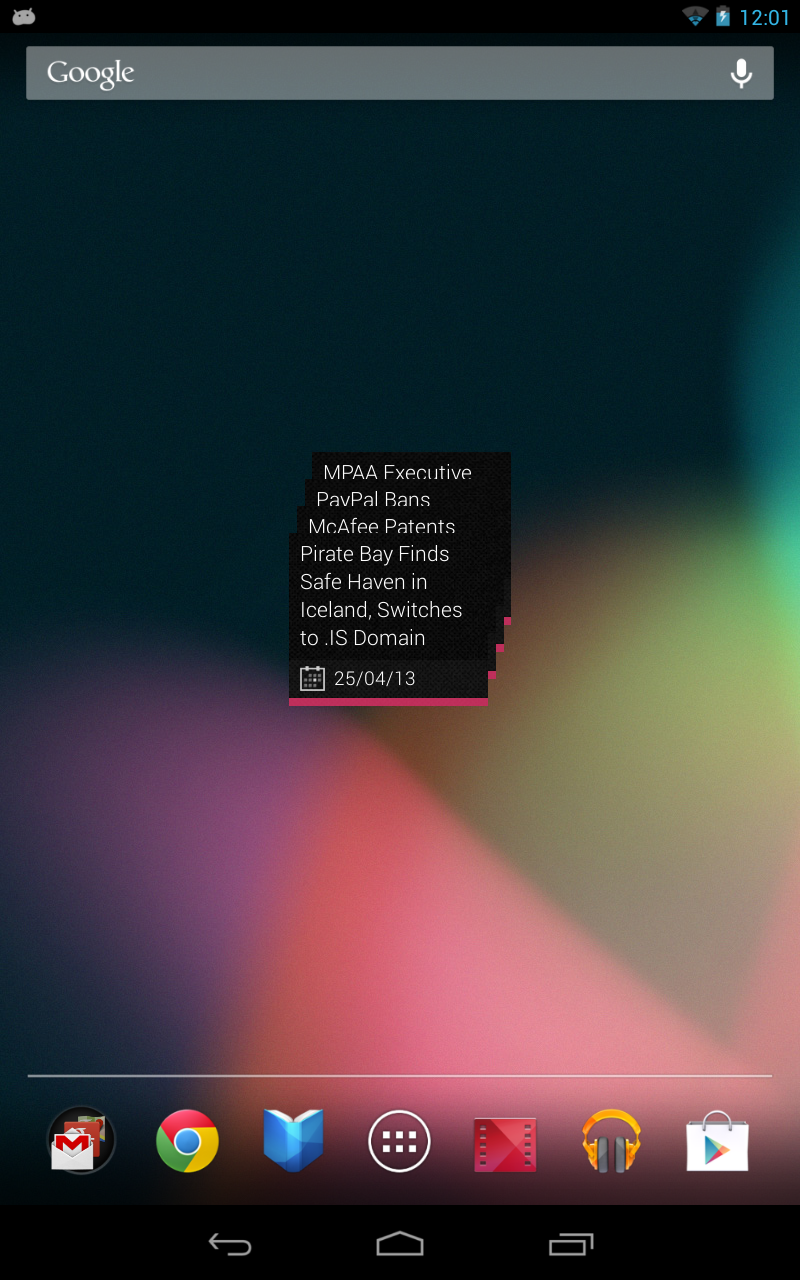 12:01
Google
MPAA Executive
PayPal Bans
McAfee Patents
Pirate Bay Finds
Safe Haven in
Iceland, Switches
to .IS Domain
25/04/13